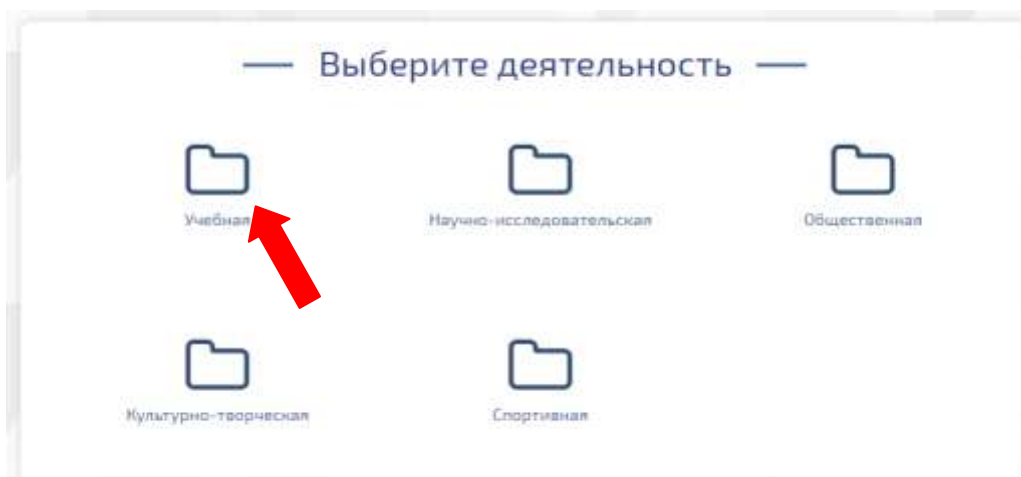 — Выберите деятельность —
Учебная
Научно-исследовательская
Общественная
Культурно-творческая
Спортивная